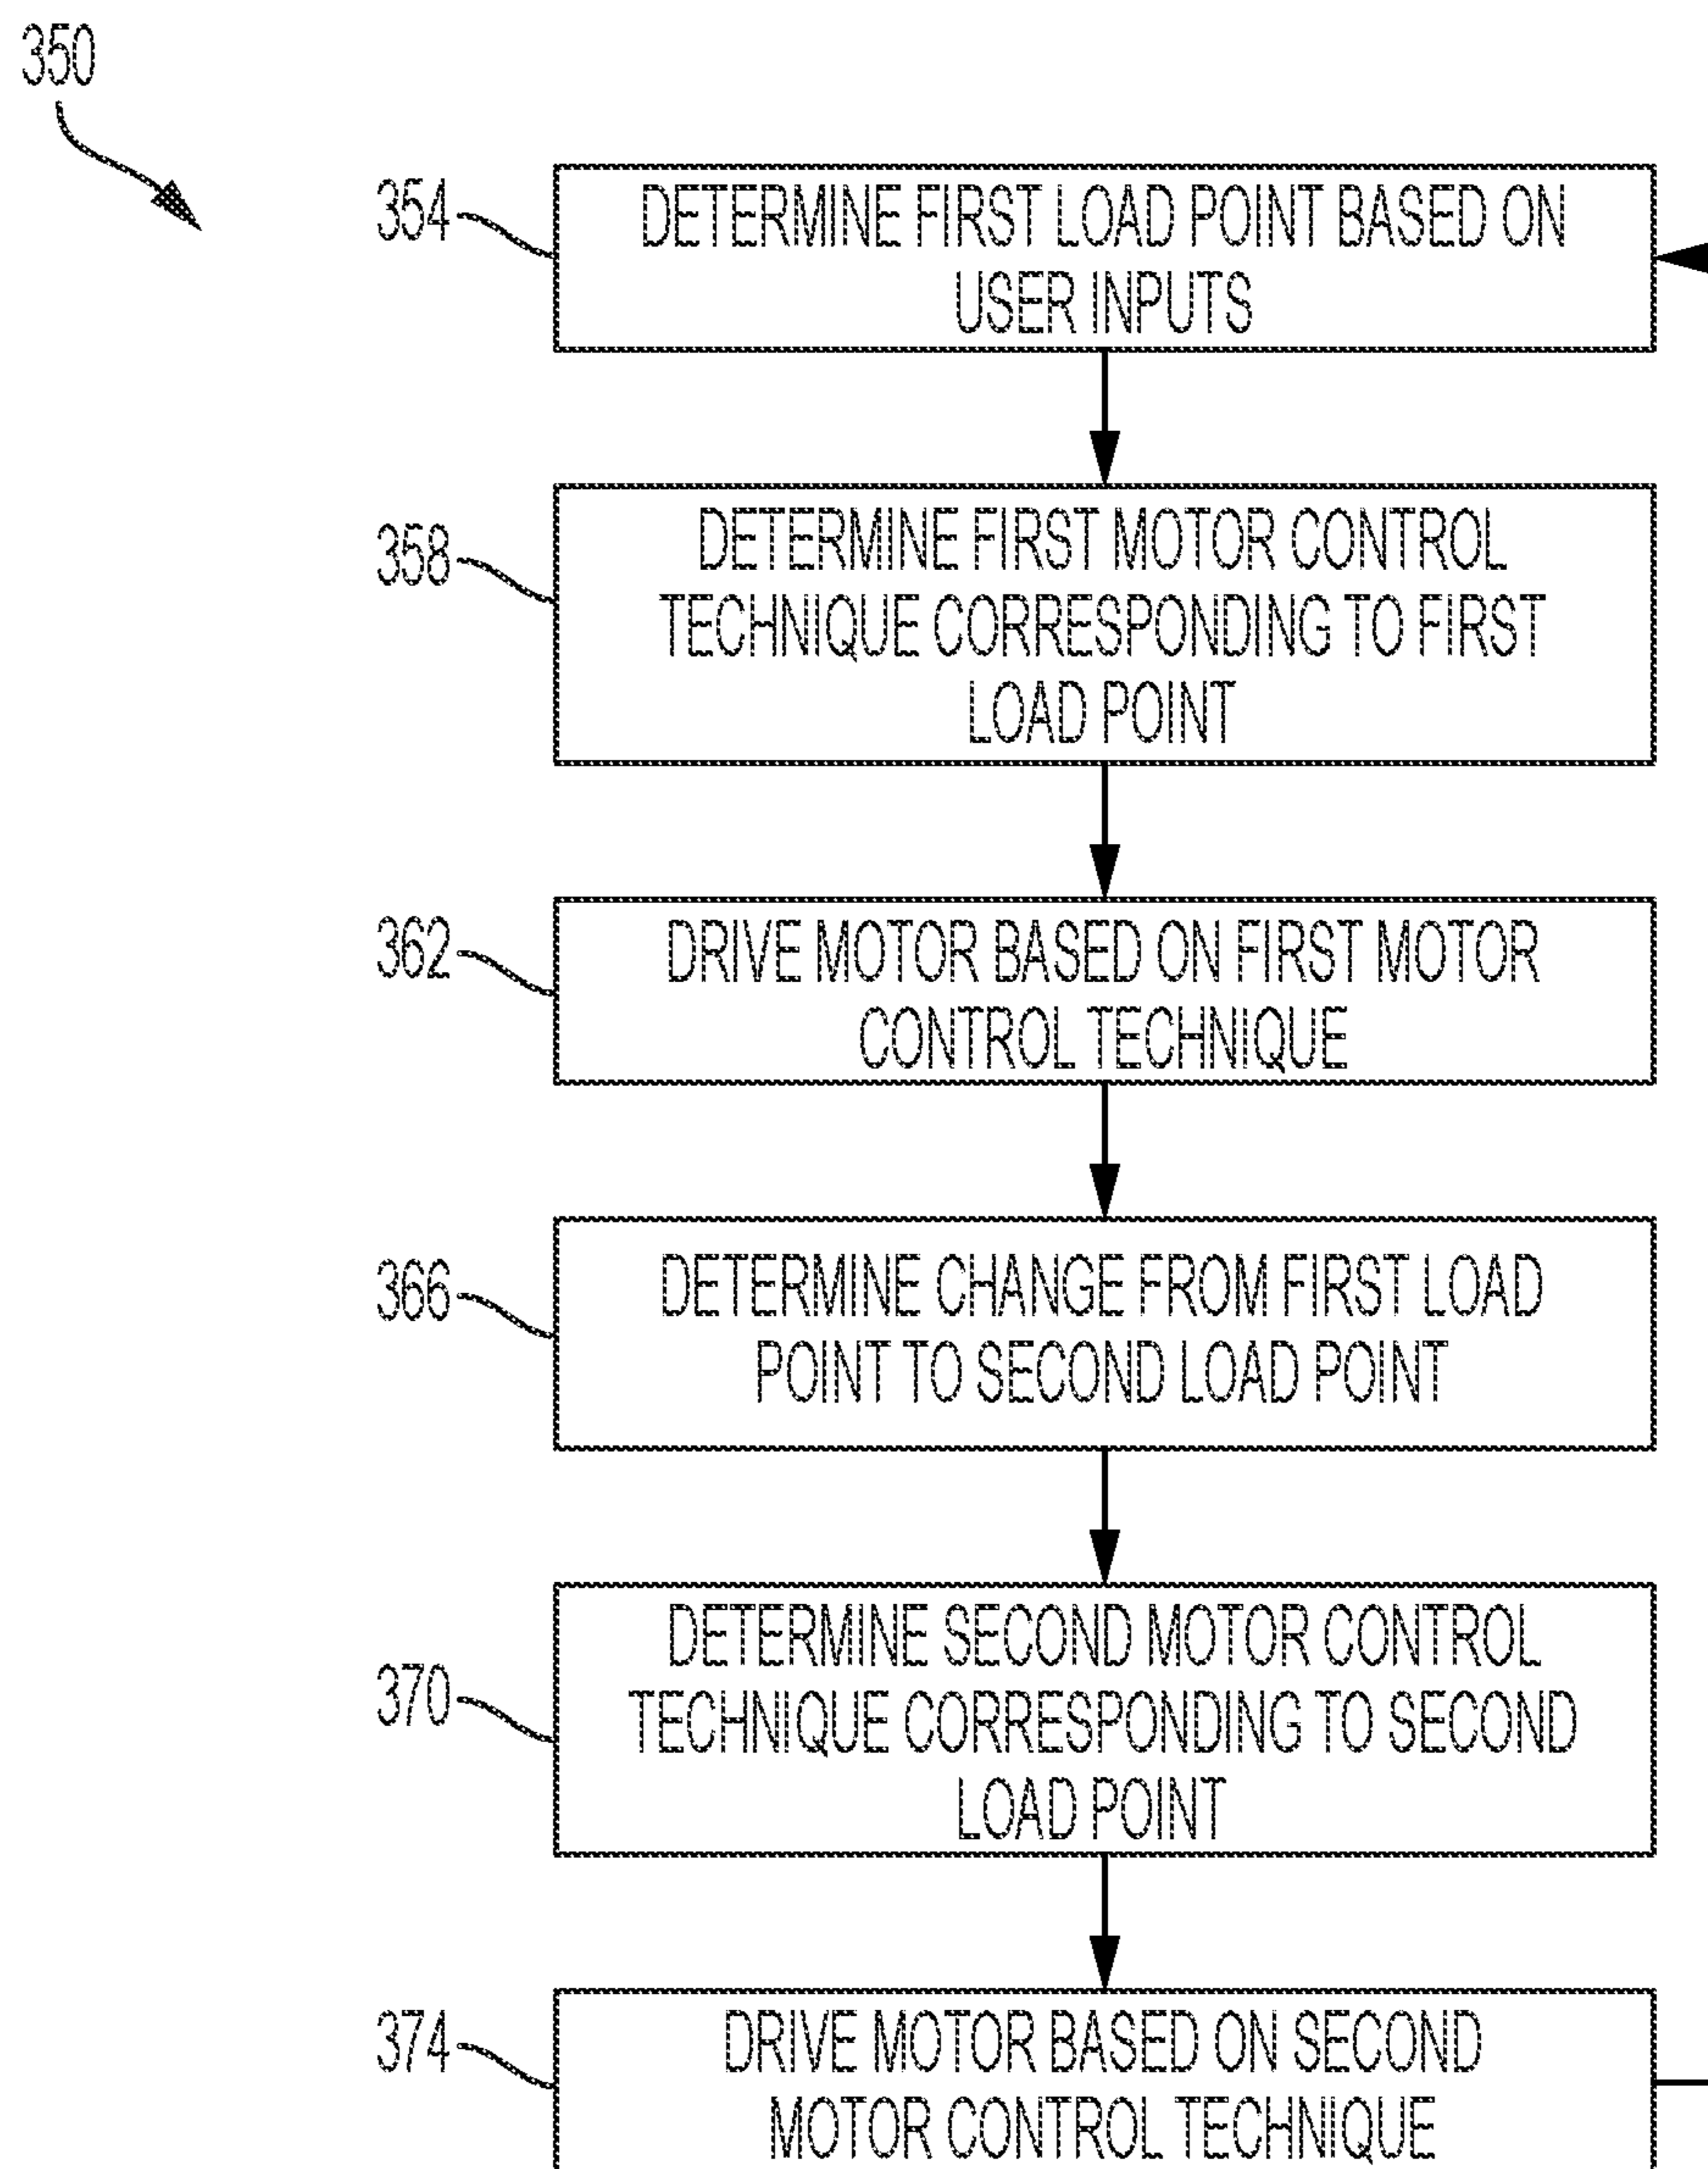 350
354
DETERMINE FIRST LOAD POINT BASED ON
USER INPUTS
358
DETERMINE FIRST MOTOR CONTROL
TECHNIQUE CORRESPONDING TO FIRST
LOAD POINT
362
DRIVE MOTOR BASED ON FIRST MOTOR
CONTROL TECHNIQUE
366
DETERMINE CHANGE FROM FIRST LOAD
POINT TO SECOND LOAD POINT
370
DETERMINE SECOND MOTOR CONTROL
TECHNIQUE CORRESPONDING TO SECOND
LOAD POINT
374
DRIVE MOTOR BASED ON SECOND
MOTOR CONTROL TECHNIQUE